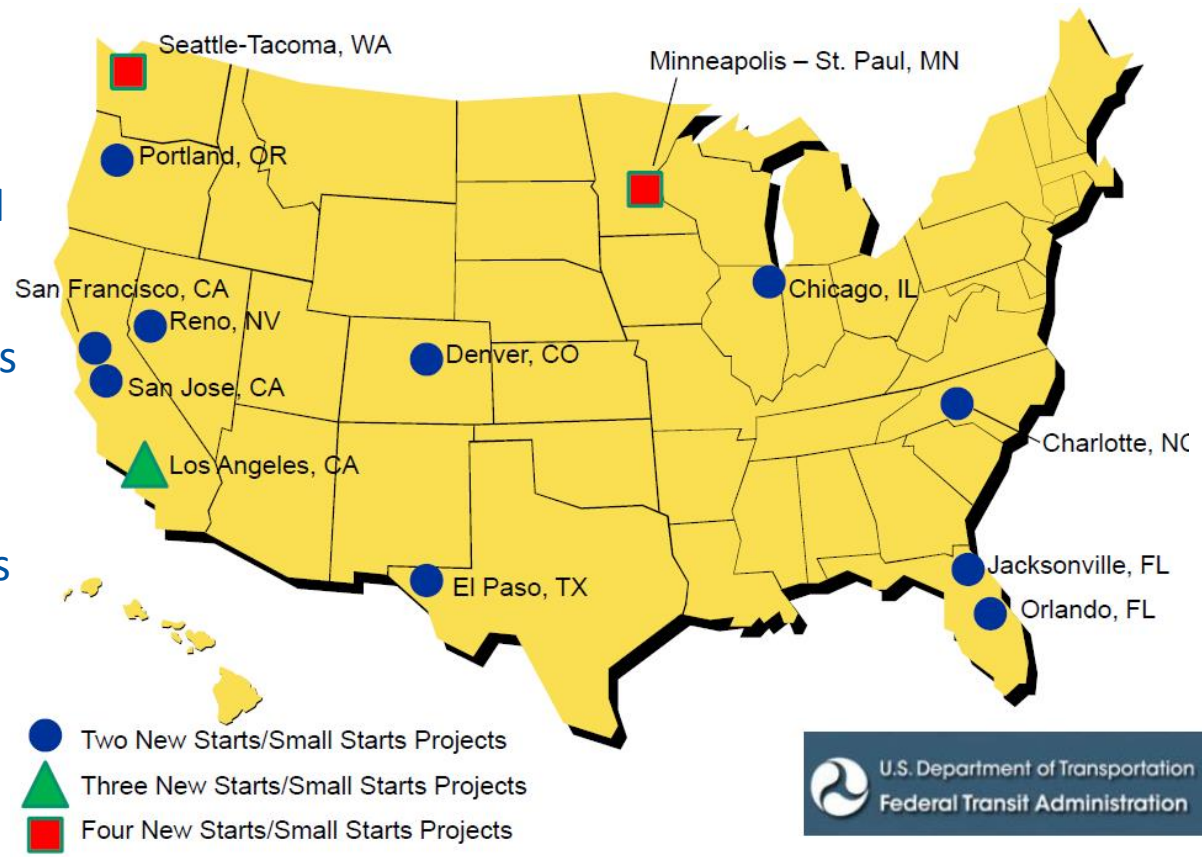 Seattle-Tacoma, WA
Minneapolis – St. Paul, MN
Portland, OR
San Francisco, CA
Reno, NV
Chicago, IL
s
Denver, CO
San Jose, CA
Charlotte, NC
Los Angeles, CA
s
Jacksonville, FL
El Paso, TX
Orlando, FL
Two New Starts/Small Starts Projects
Three New Starts/Small Starts Projects
Four New Starts/Small Starts Projects
U.S. Department of Transportation
Federal Transit Administration